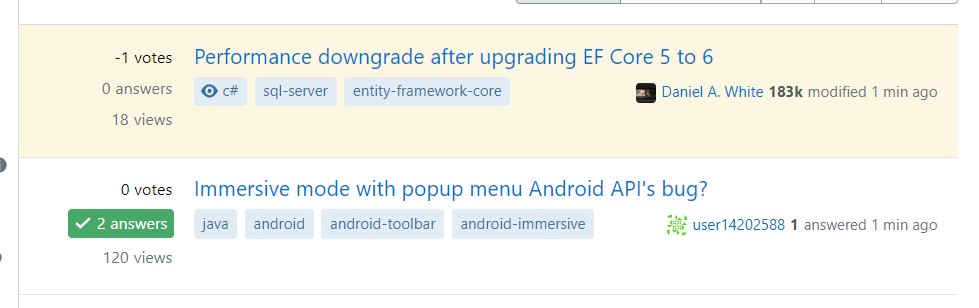 -1 votes
Performance downgrade after upgrading EF Core 5 to 6
0 answers
c# sql-server entity-framework-core
Daniel A. White 183k modified 1 min ago
18 views
0 votes
Immersive mode with popup menu Android API's bug?
2 answers
java android android-toolbar android-immersive
user14202588 1 answered 1 min ago
120 views